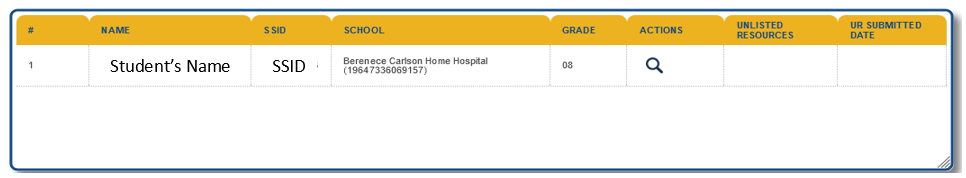 # NAME SSID SCHOOL GRADE ACTIONS UNLISTED RESOURCES UR SUBMITTED DATE
1 Student's Name SSID Berenece Carlson Home Hospital (19647336069157) 08